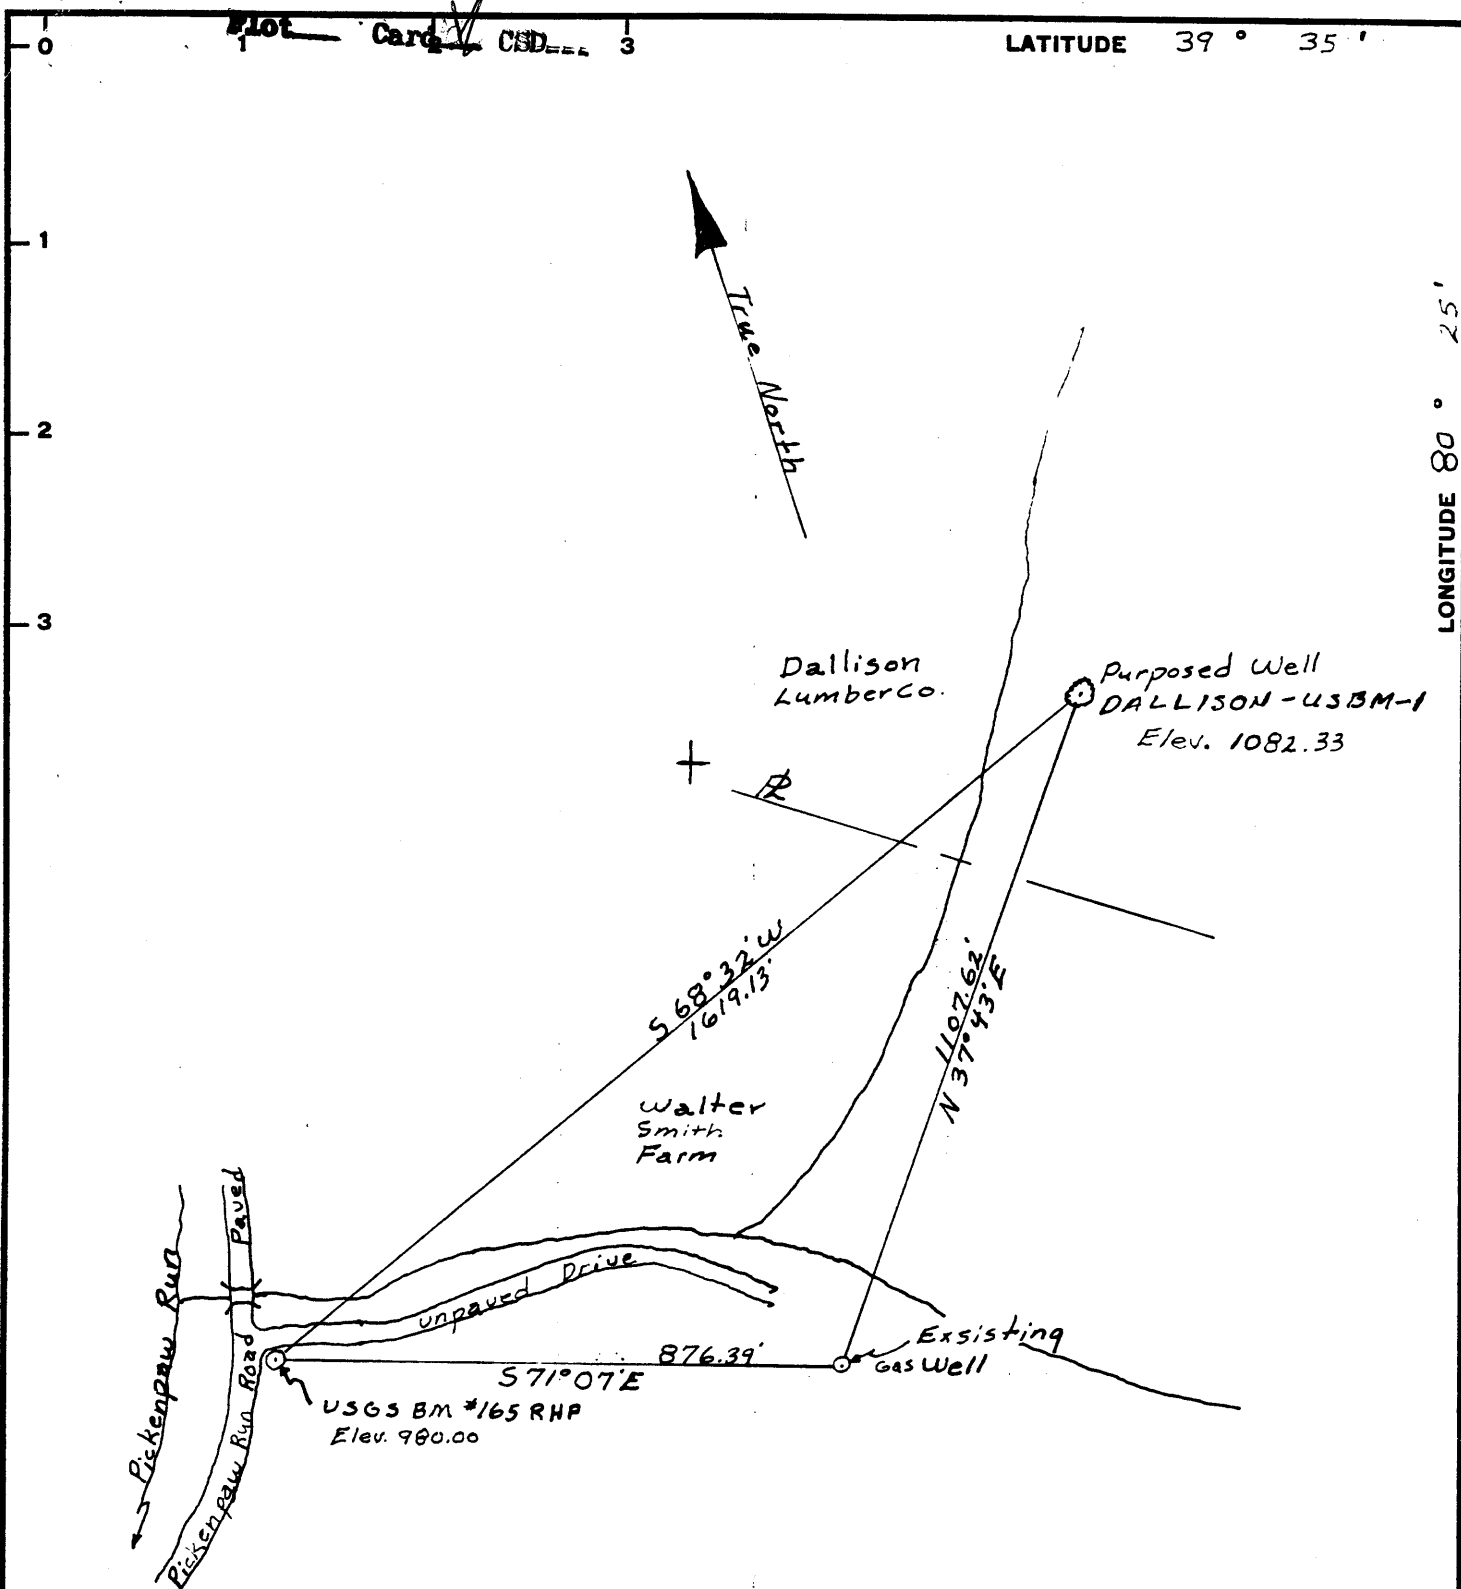 Plot Card CSD
0
1
3
LATITUDE 39 ° 35 '
1
2
3
LONGITUDE 80 ° 25 '
True North
Dallison
Lumber Co.
Purposed Well
DALLISON-USBM-1
Elev. 1082.33
PL
S 68° 32' W
1619.13'
1107.62'
N 37° 43' E
Walter
Smith
Farm
Paved
Pickenpaw Run
unpaved Drive
Pickenpaw Run Road
876.39'
S 71° 07' E
Exsisting
Gas Well
USGS BM #165 RHP
Elev. 980.00